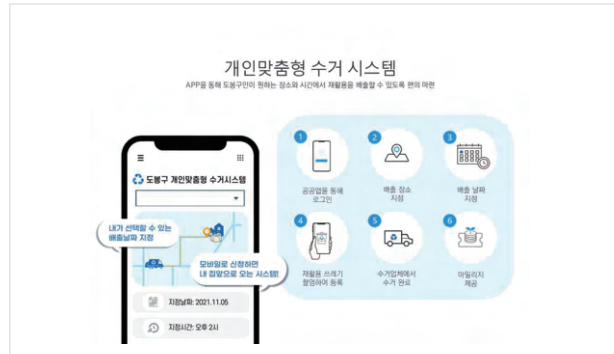 개인맞춤형 수거 시스템
APP을 통해 도봉구민이 원하는 장소와 시간에서 재활용을 배출할 수 있도록 편의 마련
도봉구 개인맞춤형 수거시스템
내가 선택할 수 있는
배출날짜 지정
모바일로 신청하면
내 집앞으로 오는 시스템!
지정날짜: 2021.11.05
지정시간: 오후 2시
1
공공앱을 통해
로그인
2
배출 장소
지정
3
배출 날짜
지정
4
재활용 쓰레기
촬영하여 등록
5
수거업체에서
수거 완료
6
마일리지
제공